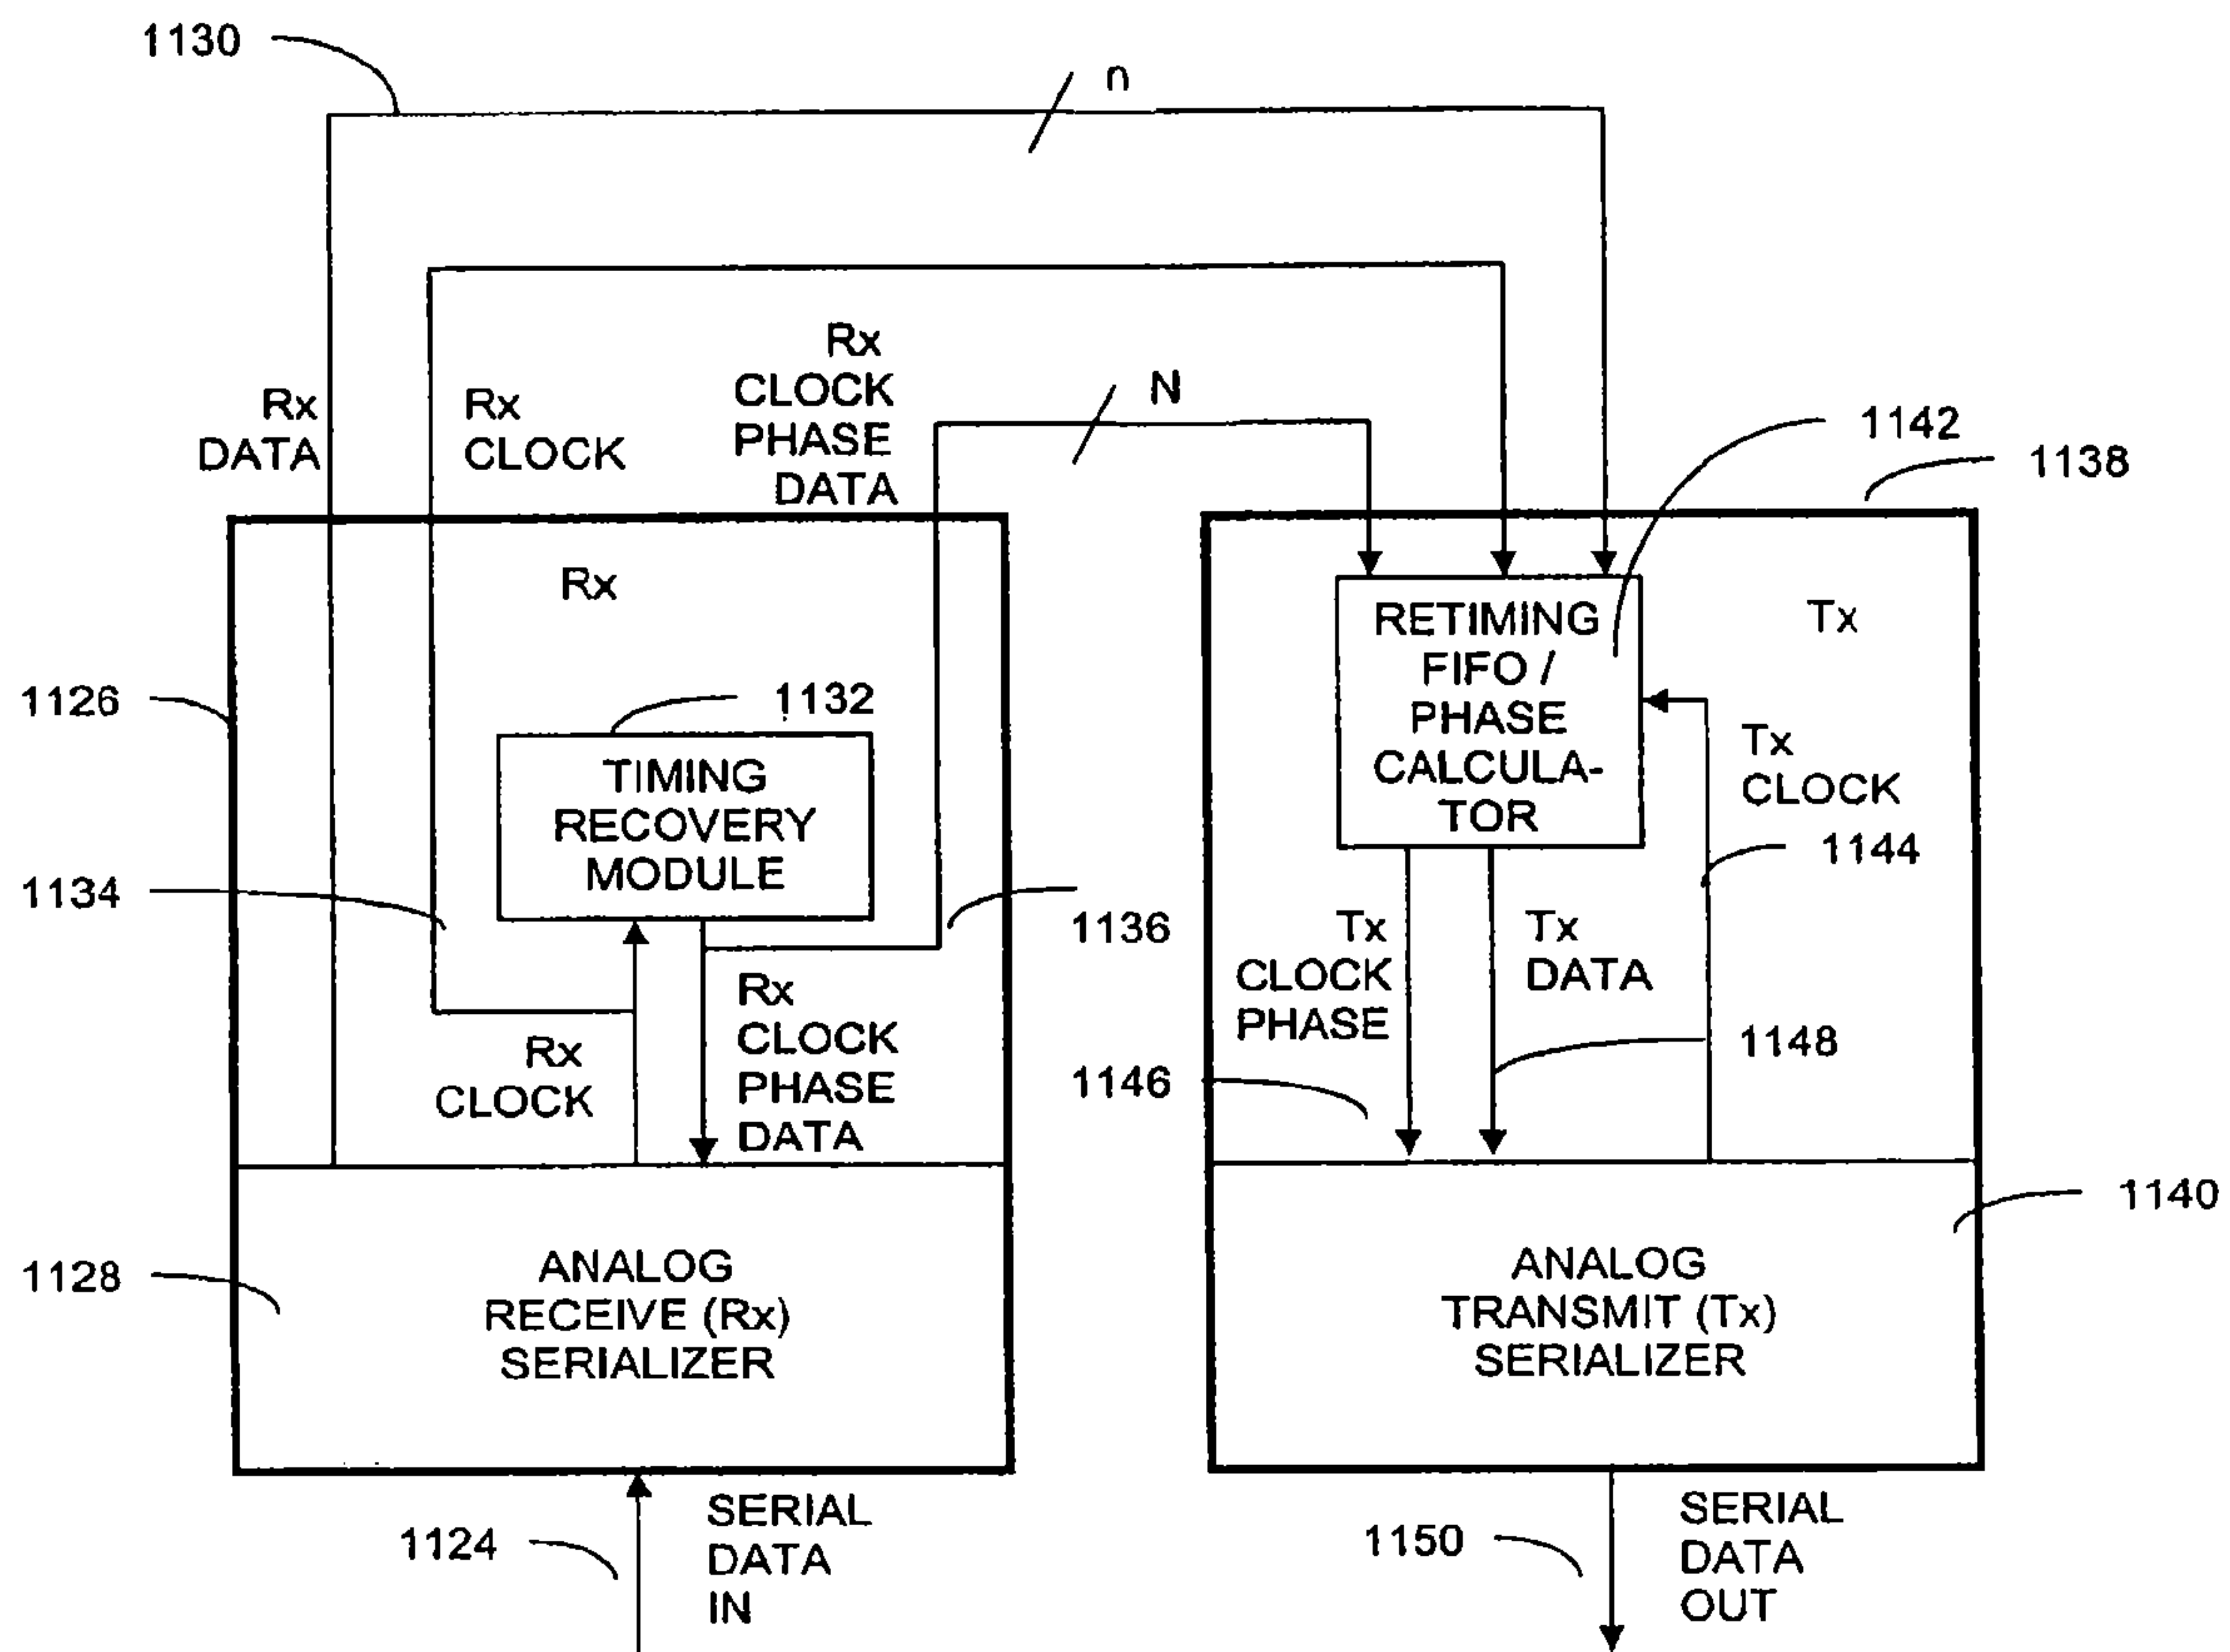 1130
n
Rx
CLOCK
PHASE
DATA
N
Rx
DATA
Rx
CLOCK
1142
1138
Rx
RETIMING
FIFO /
PHASE
CALCULA-
TOR
Tx
1126
1132
TIMING
RECOVERY
MODULE
Tx
CLOCK
1144
1134
1136
Tx
CLOCK
PHASE
Tx
DATA
Rx
CLOCK
Rx
CLOCK
PHASE
DATA
1146
1148
1140
1128
ANALOG
RECEIVE (Rx)
SERIALIZER
ANALOG
TRANSMIT (Tx)
SERIALIZER
1124
SERIAL
DATA
IN
1150
SERIAL
DATA
OUT